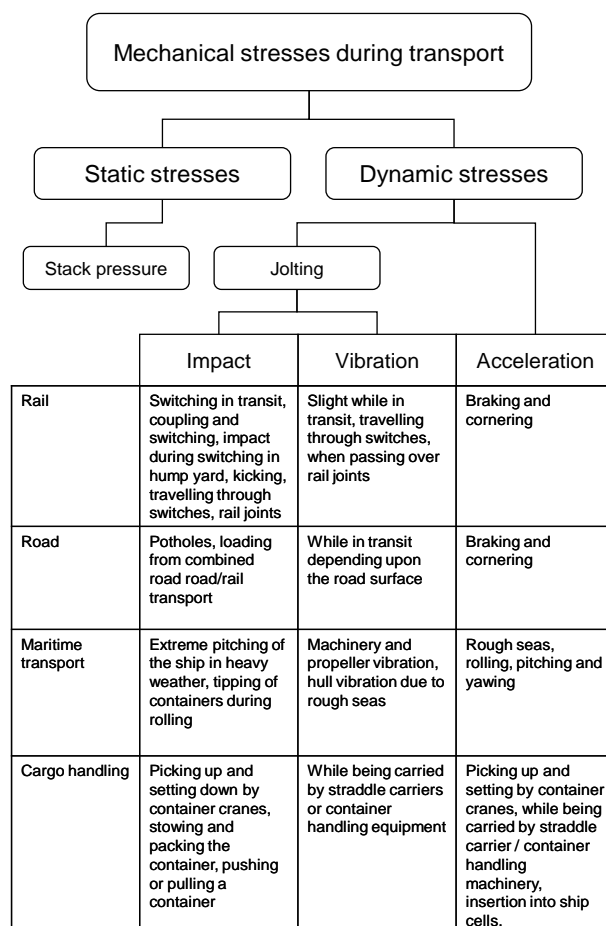 Mechanical stresses during transport
Static stresses
Dynamic stresses
Stack pressure
Jolting
Impact
Vibration
Acceleration
Rail
Switching in transit,
coupling and
switching, impact
during switching in
hump yard, kicking,
travelling through
switches, rail joints
Slight while in
transit, travelling
through switches,
when passing over
rail joints
Braking and
cornering
Road
Potholes, loading
from combined
road road/rail
transport
While in transit
depending upon
the road surface
Braking and
cornering
Maritime
transport
Extreme pitching of
the ship in heavy
weather, tipping of
containers during
rolling
Machinery and
propeller vibration,
hull vibration due to
rough seas
Rough seas,
rolling, pitching and
yawing
Cargo handling
Picking up and
setting down by
container cranes,
stowing and
packing the
container, pushing
or pulling a
container
While being carried
by straddle carriers
or container
handling equipment
Picking up and
setting by container
cranes, while being
carried by straddle
carrier / container
handling
machinery,
insertion into ship
cells.